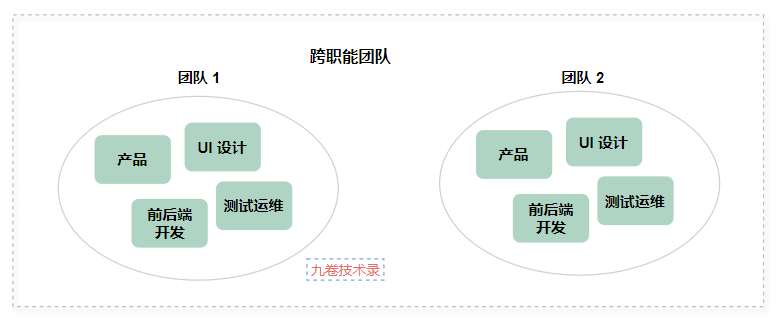 跨职能团队
团队 1
团队 2
产品
UI 设计
前后端
开发
测试运维
产品
UI 设计
前后端
开发
测试运维
九卷技术录